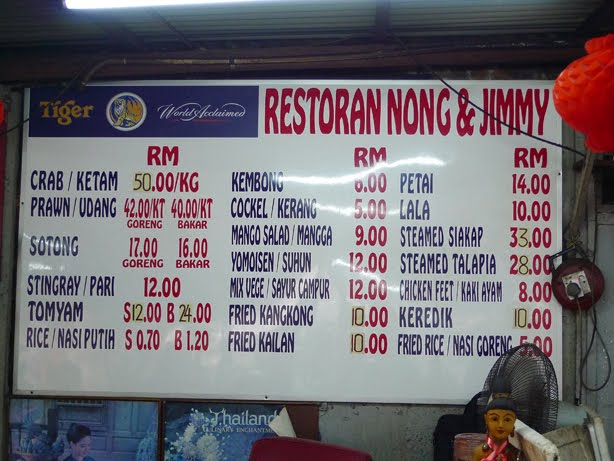 Tiger World Acclaimed RESTORAN NONG & JIMMY
RM
CRAB / KETAM 50.00/KG
PRAWN / UDANG 42.00/KT 40.00/KT
GORENG BAKAR
SOTONG 17.00 16.00
GORENG BAKAR
STINGRAY / PARI 12.00
TOMYAM S12.00 B 24.00
RICE / NASI PUTIH S 0.70 B 1.20
RM
KEMBONG 6.00
COCKEL / KERANG 5.00
MANGO SALAD / MANGGA 9.00
YOMOISEN / SUHUN 12.00
MIX VEGE / SAYUR CAMPUR 12.00
FRIED KANGKONG 10.00
FRIED KAILAN 10.00
RM
PETAI 14.00
LALA 10.00
STEAMED SIAKAP 33.00
STEAMED TALAPIA 28.00
CHICKEN FEET / KAKI AYAM 8.00
KEREDIK 10.00
FRIED RICE / NASI GORENG 5.00
Thailand